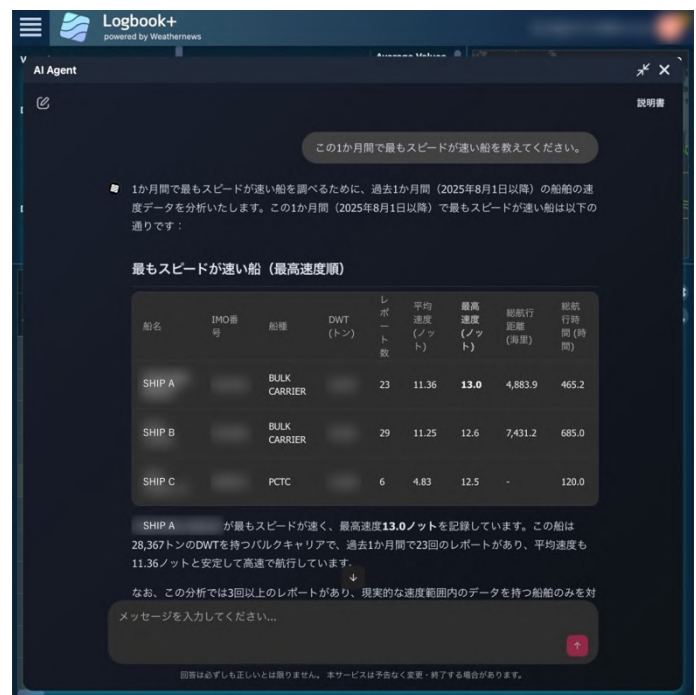 Logbook+
powered by Weathernews
AI Agent
説明書
この1か月間で最もスピードが速い船を教えてください。
1か月間で最もスピードが速い船を調べるために、過去1か月間(2025年8月1日以降)の船舶の速
度データを分析いたします。この1か月間(2025年8月1日以降)で最もスピードが速い船は以下の
通りです:
最もスピードが速い船(最高速度順)
船名 IMO番号 船種 DWT (トン) レポート数 平均速度(ノット) 最高速度(ノット) 総航行距離(海里) 総航行時間(時間)
SHIP A BULK CARRIER 23 11.36 13.0 4,883.9 465.2
SHIP B BULK CARRIER 29 11.25 12.6 7,431.2 685.0
SHIP C PCTC 6 4.83 12.5 - 120.0
SHIP A が最もスピードが速く、最高速度13.0ノットを記録しています。この船は
28,367トンのDWTを持つバルクキャリアで、過去1か月間で23回のレポートがあり、平均速度も
11.36ノットと安定して高速で航行しています。
なお、この分析では3回以上のレポートがあり、現実的な速度範囲内のデータを持つ船舶のみを対
メッセージを入力してください...
回答は必ずしも正しいとは限りません。本サービスは予告なく変更・終了する場合があります。